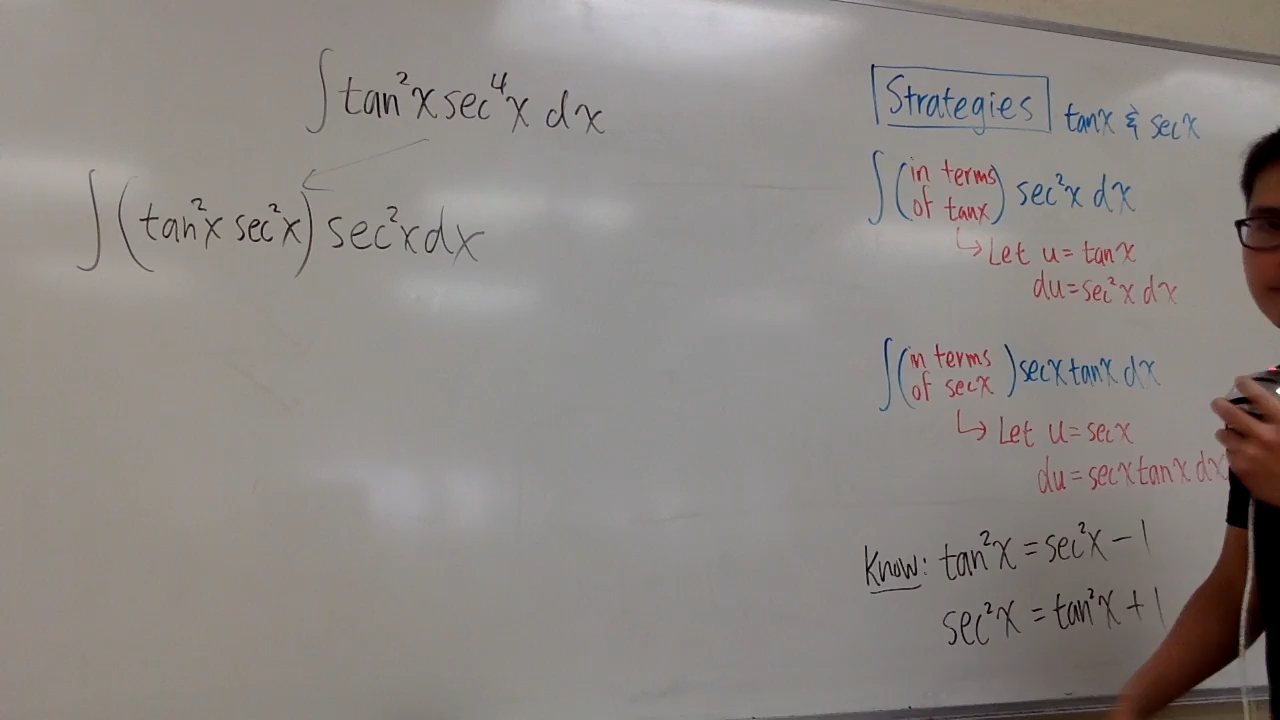 ∫ tan²x sec⁴x dx
∫ (tan²x sec²x) sec²x dx
Strategies tanx & secx
∫ (in terms of tanx) sec²x dx
↳ Let u = tanx
du = sec²x dx
∫ (in terms of secx) secx tanx dx
↳ Let u = secx
du = secx tanx dx
Know: tan²x = sec²x − 1
sec²x = tan²x + 1